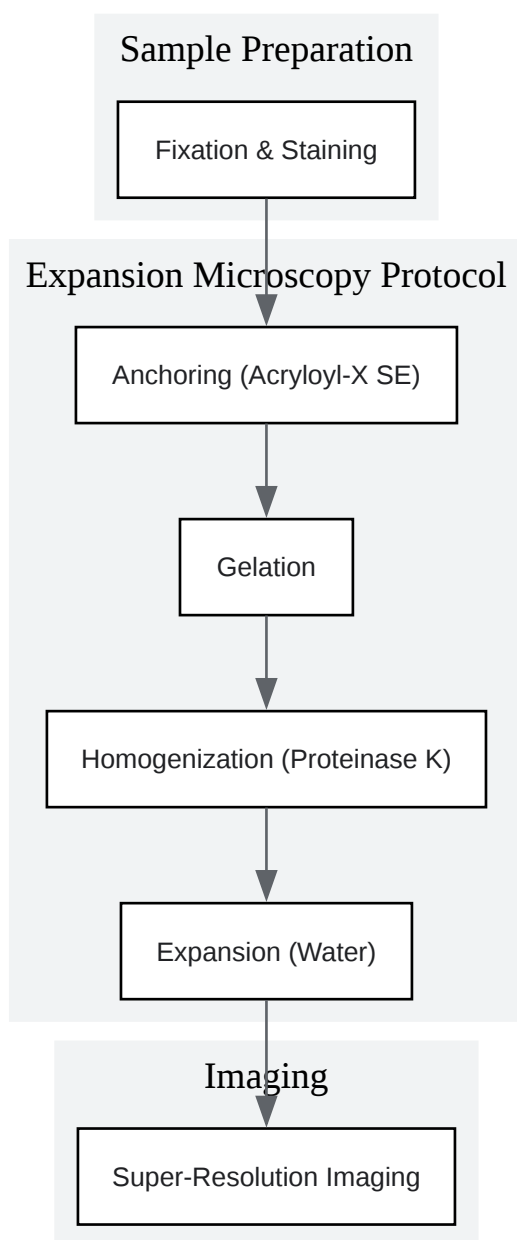 Sample Preparation
Fixation & Staining
Expansion Microscopy Protocol
Anchoring (Acryloyl-X SE)
Gelation
Homogenization (Proteinase K)
Expansion (Water)
Imaging
Super-Resolution Imaging